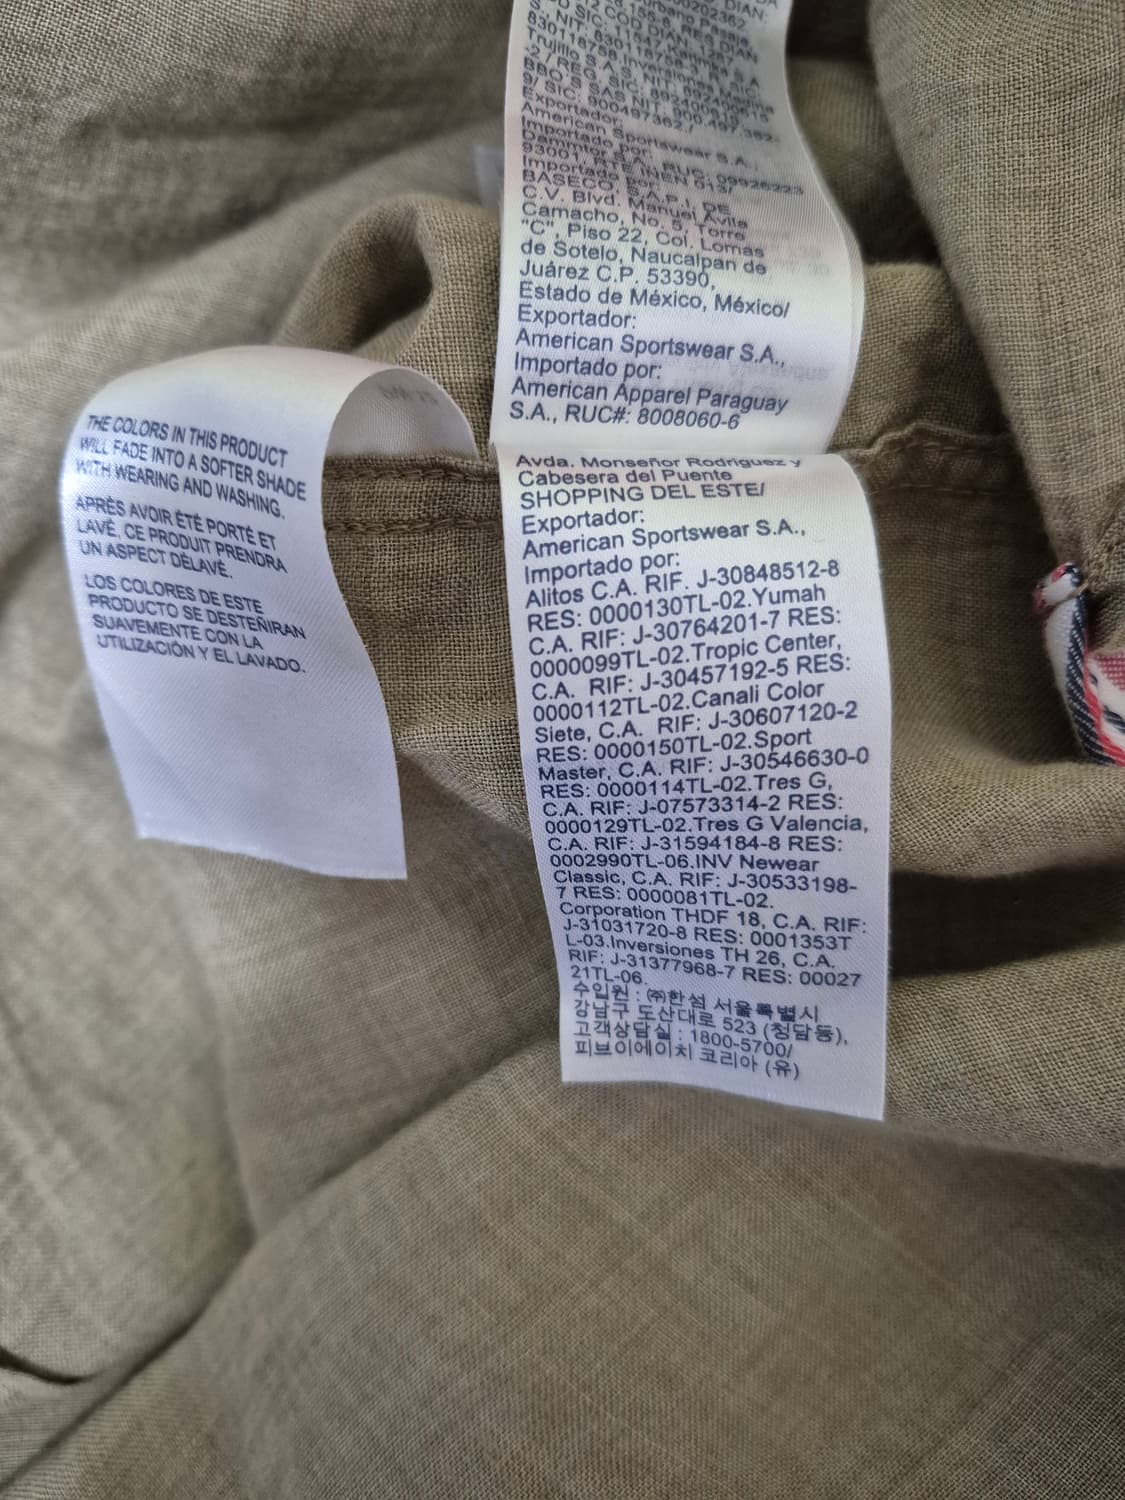 THE COLORS IN THIS PRODUCT
WILL FADE INTO A SOFTER SHADE
WITH WEARING AND WASHING.
APRÈS AVOIR ÉTÉ PORTÉ ET
LAVÉ, CE PRODUIT PRENDRA
UN ASPECT DÉLAVÉ.
LOS COLORES DE ESTE
PRODUCTO SE DESTEÑIRAN
SUAVEMENTE CON LA
UTILIZACIÓN Y EL LAVADO.
Exportador:
American Sportswear S.A.,
Importado por:
BASECO, S.A.P.I. DE
C.V. Blvd. Manuel Ávila
Camacho, No. 5, Torre
"C", Piso 22, Col. Lomas
de Sotelo, Naucalpan de
Juárez C.P. 53390,
Estado de México, México/
Exportador:
American Sportswear S.A.,
Importado por:
American Apparel Paraguay
S.A., RUC#: 8008060-6
Avda. Monseñor Rodriguez y
Cabesera del Puente
SHOPPING DEL ESTE/
Exportador:
American Sportswear S.A.,
Importado por:
Alitos C.A. RIF. J-30848512-8
RES: 0000130TL-02.Yumah
C.A. RIF: J-30764201-7 RES:
0000099TL-02.Tropic Center,
C.A. RIF: J-30457192-5 RES:
0000112TL-02.Canali Color
Siete, C.A. RIF: J-30607120-2
RES: 0000150TL-02.Sport
Master, C.A. RIF: J-30546630-0
RES: 0000114TL-02.Tres G,
C.A. RIF: J-07573314-2 RES:
0000129TL-02.Tres G Valencia,
C.A. RIF: J-31594184-8 RES:
0002990TL-06.INV Newear
Classic, C.A. RIF: J-30533198-
7 RES: 0000081TL-02.
Corporation THDF 18, C.A. RIF:
J-31031720-8 RES: 0001353T
L-03.Inversiones TH 26, C.A.
RIF: J-31377968-7 RES: 00027
21TL-06.
수입원 : ㈜한섬 서울특별시
강남구 도산대로 523 (청담동),
고객상담실 : 1800-5700/
피브이에이치 코리아 (유)